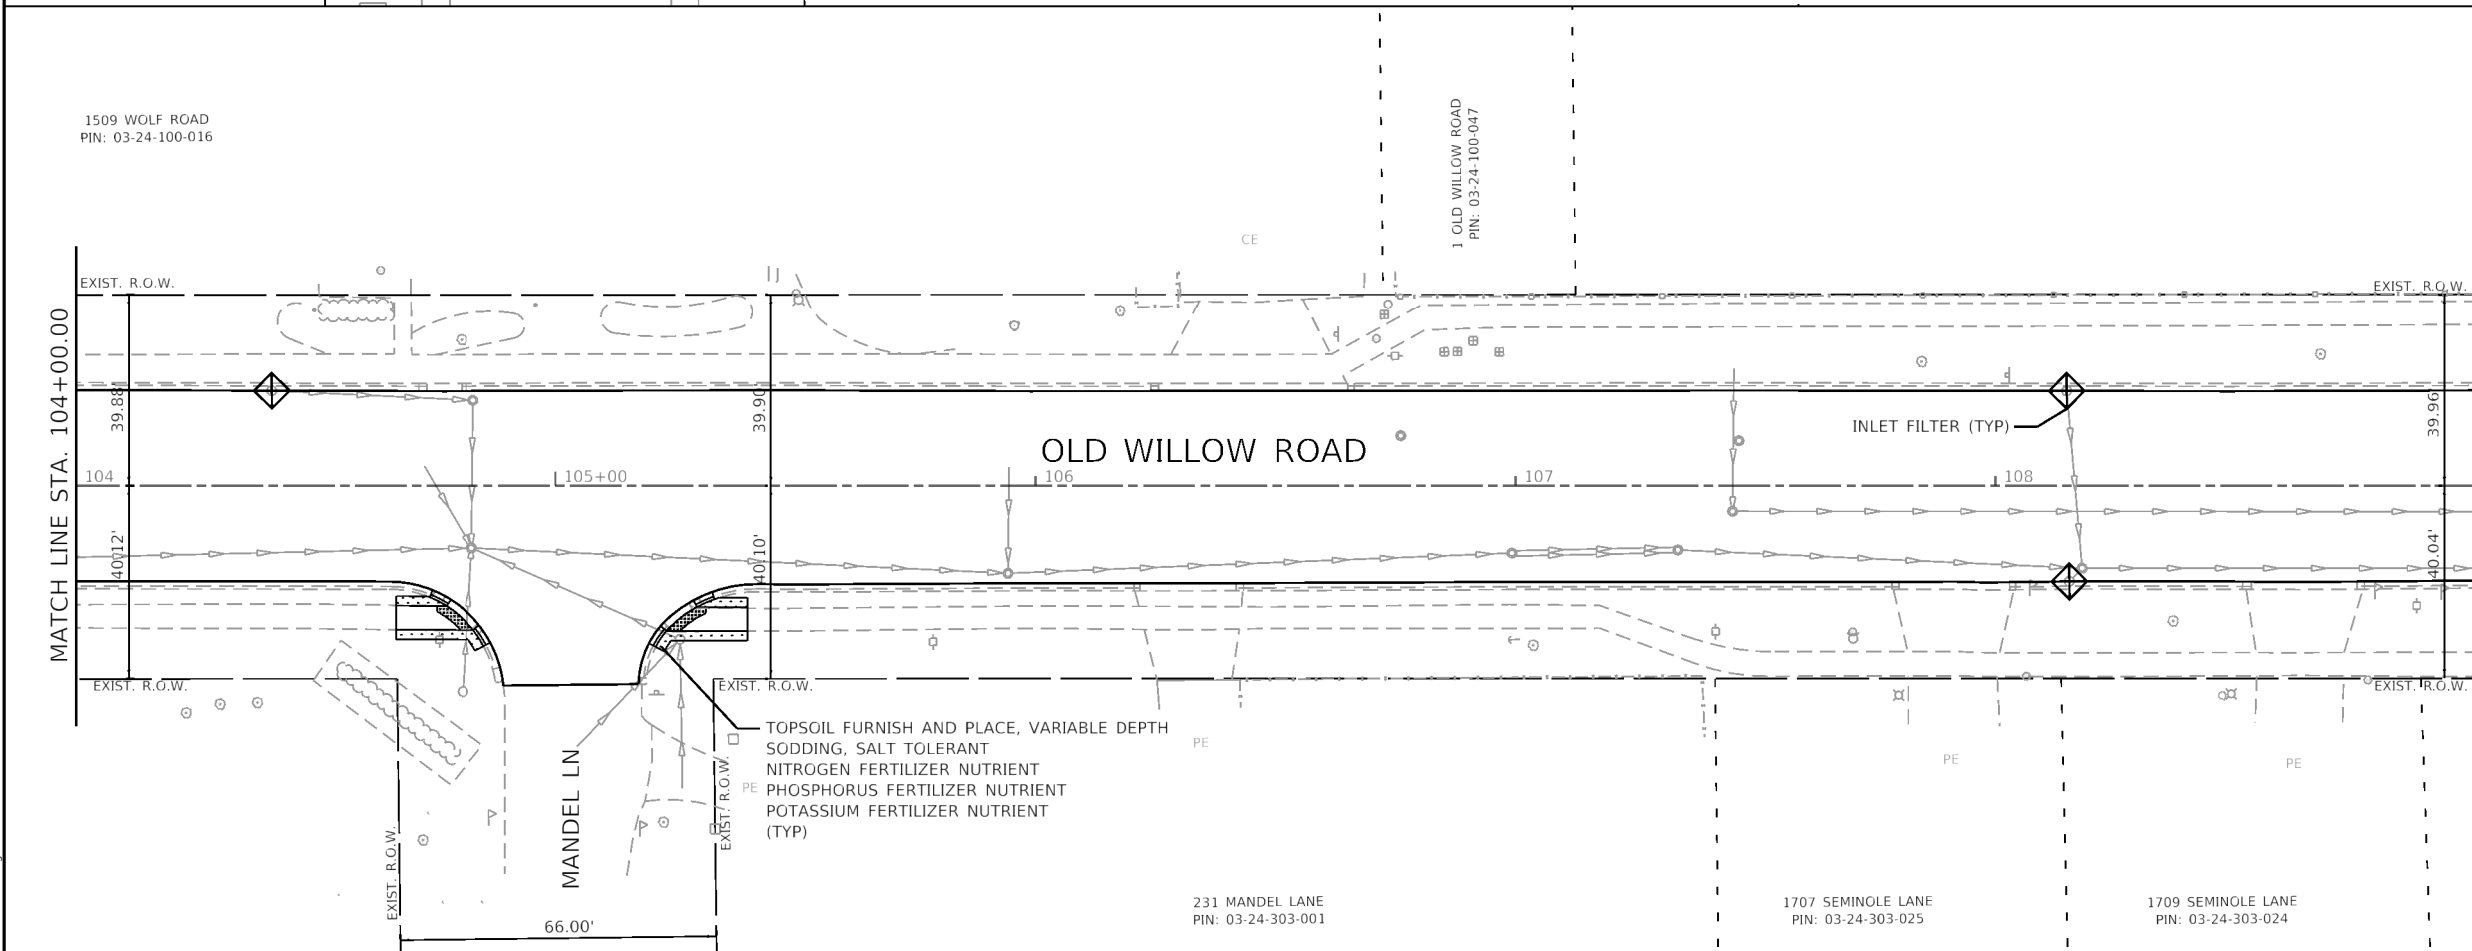 1509 WOLF ROAD
PIN: 03-24-100-016
1 OLD WILLOW ROAD
PIN: 03-24-100-047
CE
MATCH LINE STA. 104+00.00
EXIST. R.O.W.
EXIST. R.O.W.
39.88'
39.90'
39.96'
INLET FILTER (TYP)
OLD WILLOW ROAD
104
105+00
106
107
108
40.12'
40.10'
40.04'
EXIST. R.O.W.
EXIST. R.O.W.
EXIST. R.O.W.
TOPSOIL FURNISH AND PLACE, VARIABLE DEPTH
SODDING, SALT TOLERANT
NITROGEN FERTILIZER NUTRIENT
PHOSPHORUS FERTILIZER NUTRIENT
POTASSIUM FERTILIZER NUTRIENT
(TYP)
PE
PE
PE
PE
MANDEL LN
EXIST. R.O.W.
EXIST. R.O.W.
66.00'
231 MANDEL LANE
PIN: 03-24-303-001
1707 SEMINOLE LANE
PIN: 03-24-303-025
1709 SEMINOLE LANE
PIN: 03-24-303-024